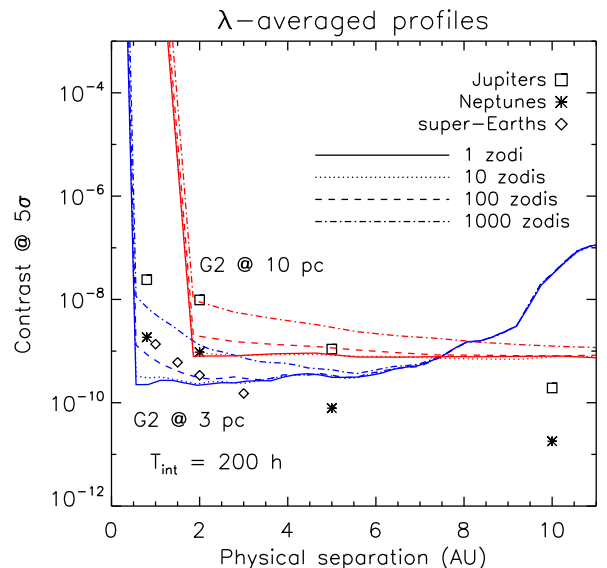 λ-averaged profiles
Contrast @ 5σ
10⁻⁴
10⁻⁶
10⁻⁸
10⁻¹⁰
10⁻¹²
Jupiters
Neptunes
super-Earths
1 zodi
10 zodis
100 zodis
1000 zodis
G2 @ 10 pc
G2 @ 3 pc
T_int = 200 h
0 2 4 6 8 10
Physical separation (AU)